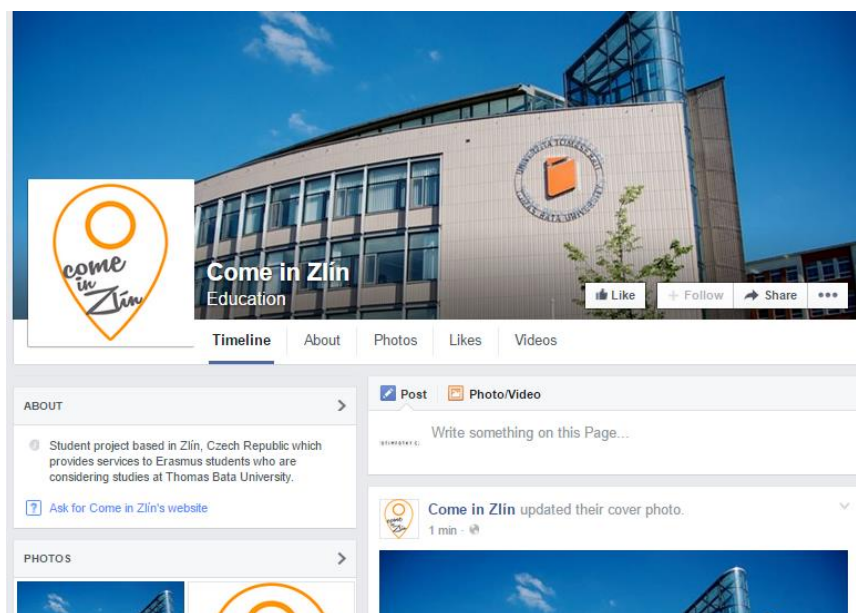 UNIVERZITA TOMÁŠE BATI
TOMAS BATA UNIVERSITY
come
in
Zlín
Come in Zlín
Education
Like
+ Follow
Share
Timeline
About
Photos
Likes
Videos
ABOUT
Student project based in Zlín, Czech Republic which
provides services to Erasmus students who are
considering studies at Thomas Bata University.
? Ask for Come in Zlín's website
PHOTOS
Post
Photo/Video
Write something on this Page...
Come in Zlín updated their cover photo.
1 min